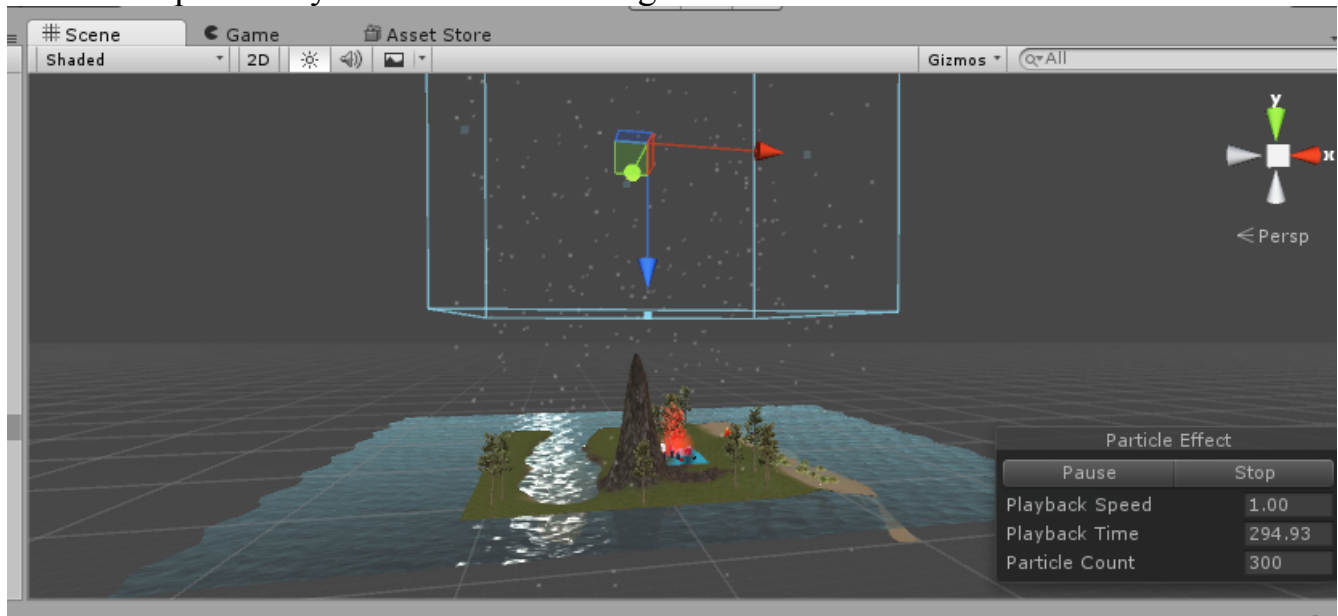 Scene Game Asset Store
Shaded 2D Gizmos All
y
x
Persp
Particle Effect
Pause Stop
Playback Speed 1.00
Playback Time 294.93
Particle Count 300